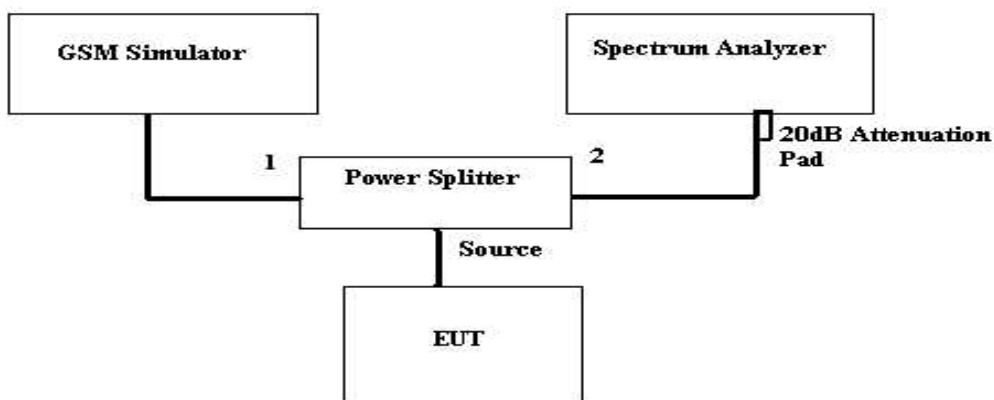 GSM Simulator
Spectrum Analyzer
20dB Attenuation
Pad
1
2
Power Splitter
Source
EUT